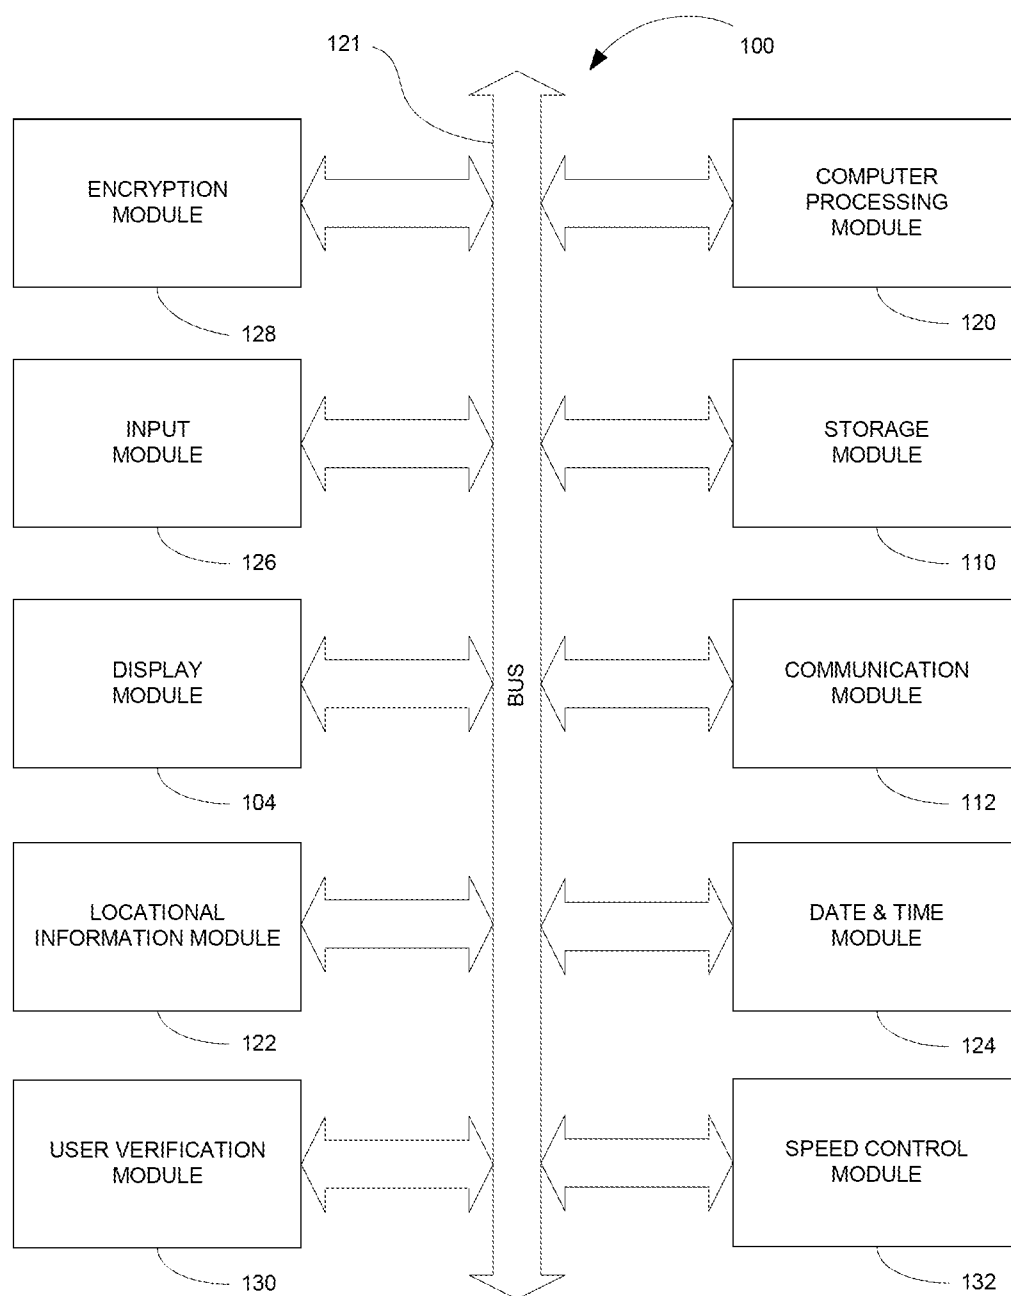 121
100
ENCRYPTION
MODULE
128
COMPUTER
PROCESSING
MODULE
120
INPUT
MODULE
126
STORAGE
MODULE
110
DISPLAY
MODULE
104
BUS
COMMUNICATION
MODULE
112
LOCATIONAL
INFORMATION MODULE
122
DATE & TIME
MODULE
124
USER VERIFICATION
MODULE
130
SPEED CONTROL
MODULE
132